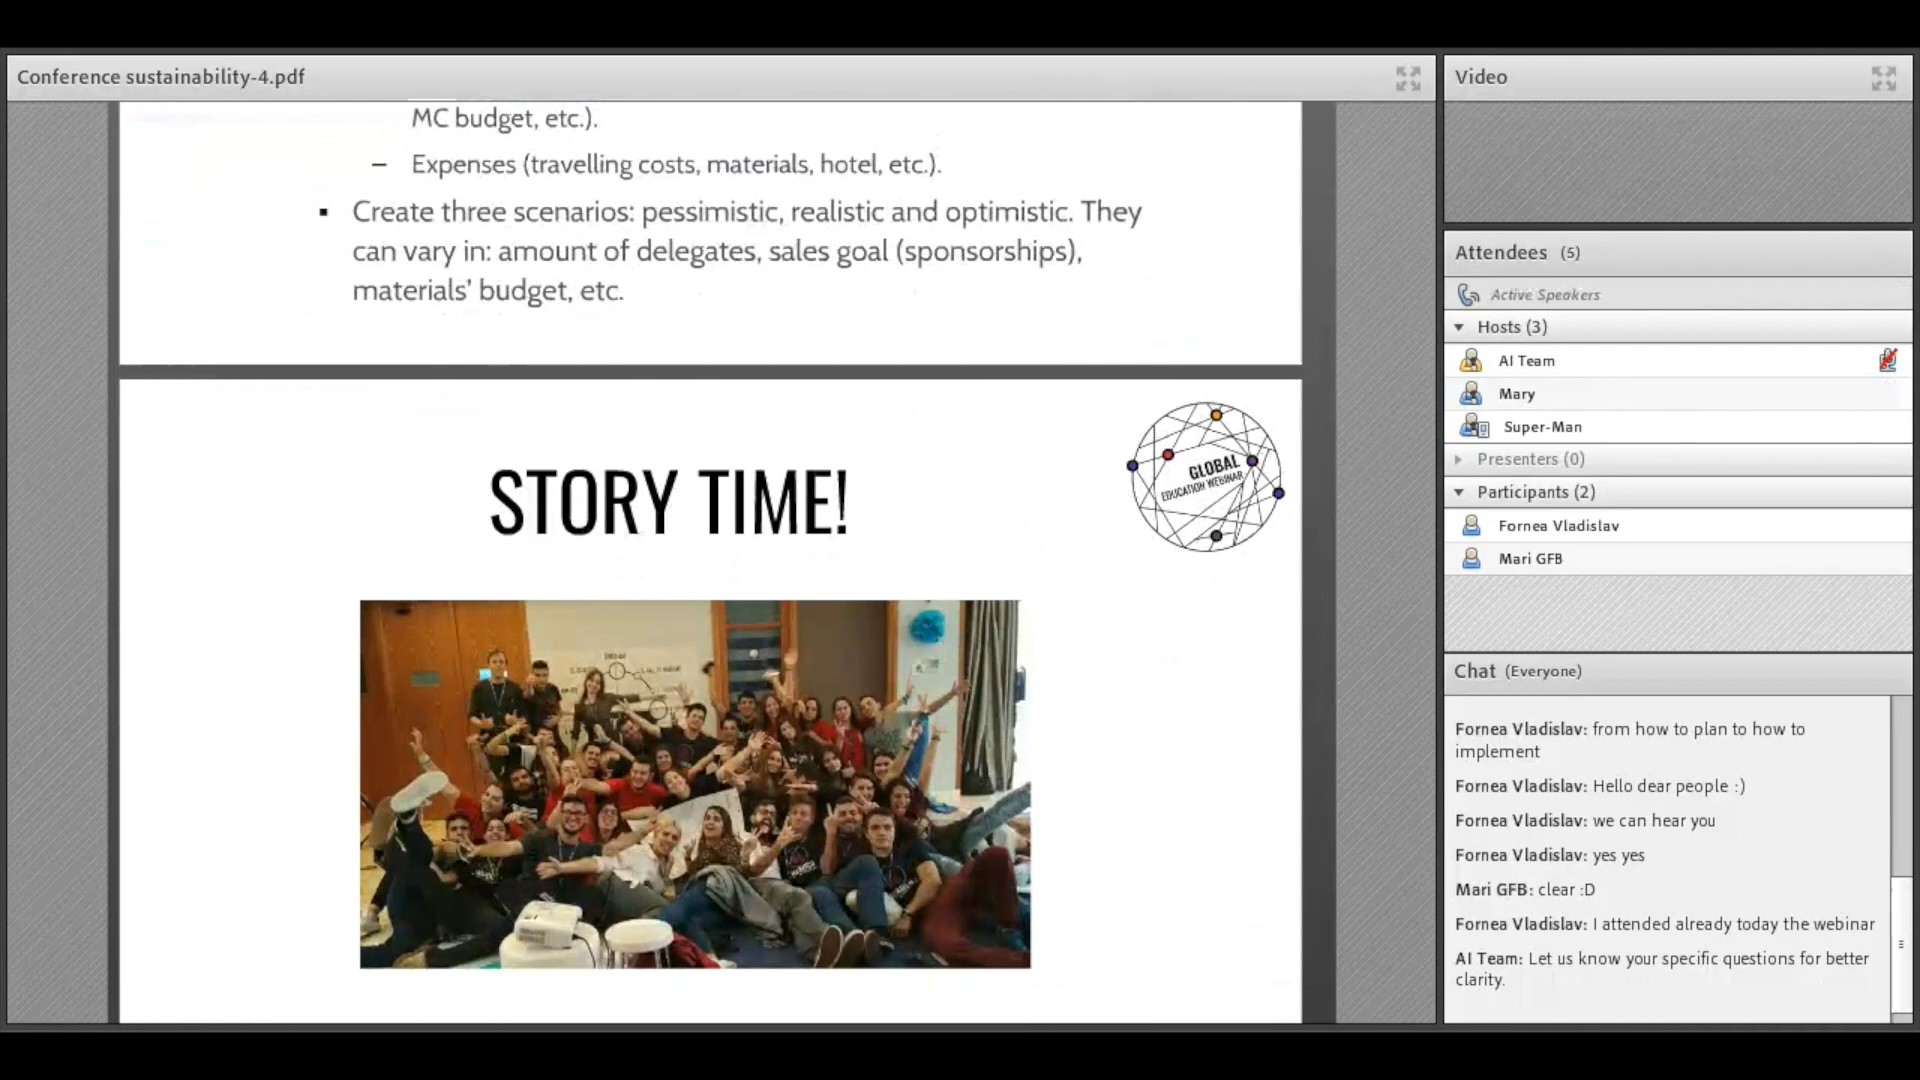 Conference sustainability-4.pdf
MC budget, etc.).
– Expenses (travelling costs, materials, hotel, etc.).
▪ Create three scenarios: pessimistic, realistic and optimistic. They
can vary in: amount of delegates, sales goal (sponsorships),
materials’ budget, etc.
STORY TIME!
GLOBAL
EDUCATION WEBINAR
Video
Attendees (5)
Active Speakers
Hosts (3)
AI Team
Mary
Super-Man
Presenters (0)
Participants (2)
Fornea Vladislav
Mari GFB
Chat (Everyone)
Fornea Vladislav: from how to plan to how to
implement
Fornea Vladislav: Hello dear people :)
Fornea Vladislav: we can hear you
Fornea Vladislav: yes yes
Mari GFB: clear :D
Fornea Vladislav: I attended already today the webinar
AI Team: Let us know your specific questions for better
clarity.